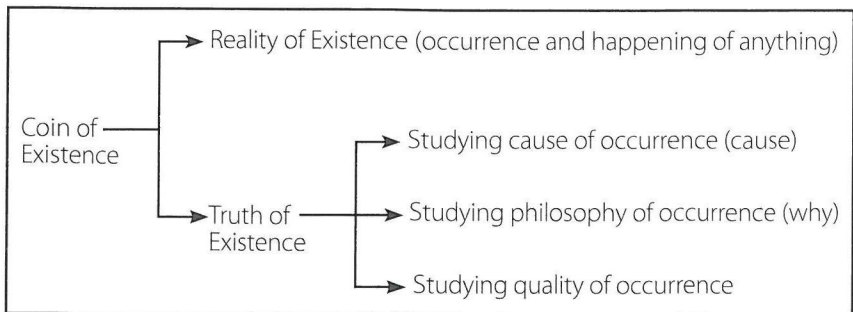 Reality of Existence (occurrence and happening of anything)
Coin of
Existence
Studying cause of occurrence (cause)
Truth of
Existence
Studying philosophy of occurrence (why)
Studying quality of occurrence